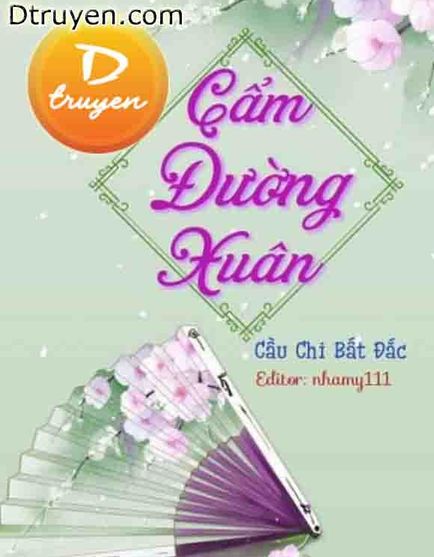 Dtruyen.com
D
truyen
Cẩm
Đường
Xuân
Cầu Chi Bất Đắc
Editor: nhamy111